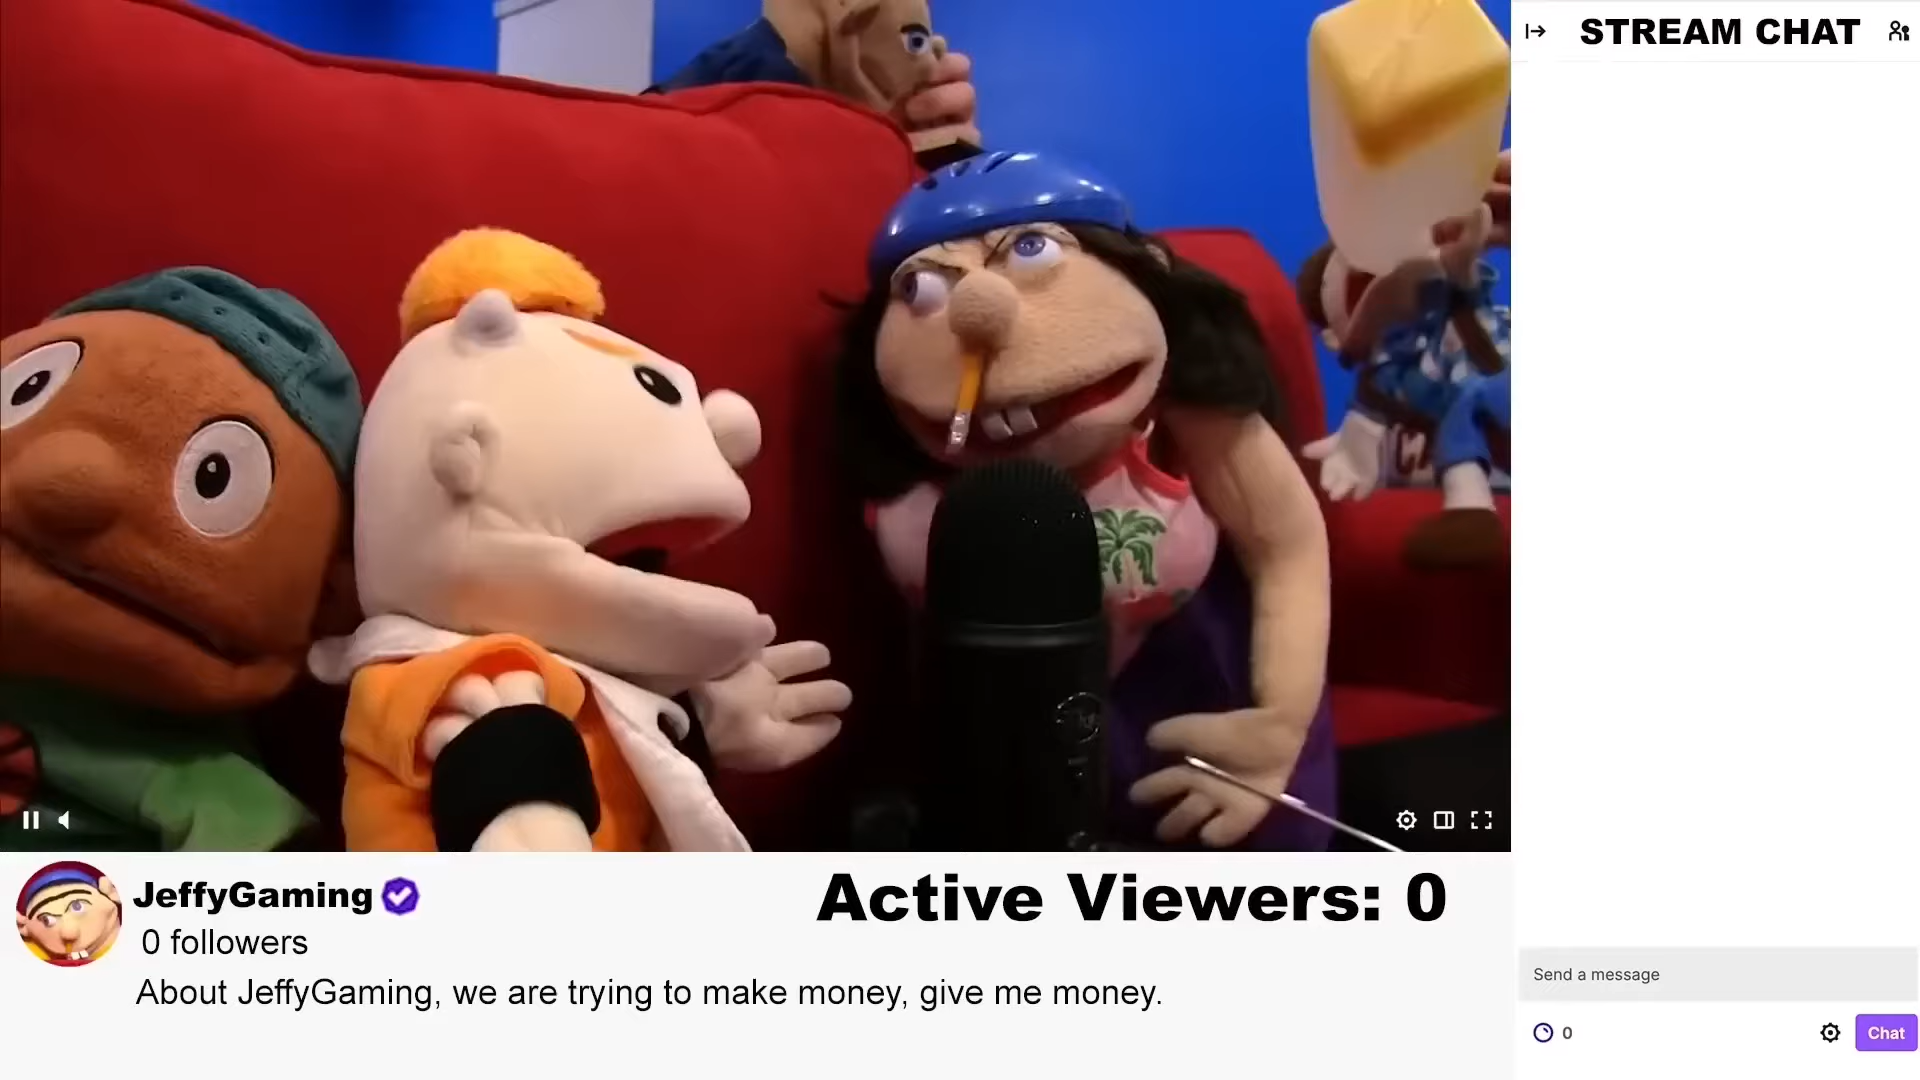 STREAM CHAT
JeffyGaming
Active Viewers: 0
0 followers
About JeffyGaming, we are trying to make money, give me money.
Send a message
0
Chat